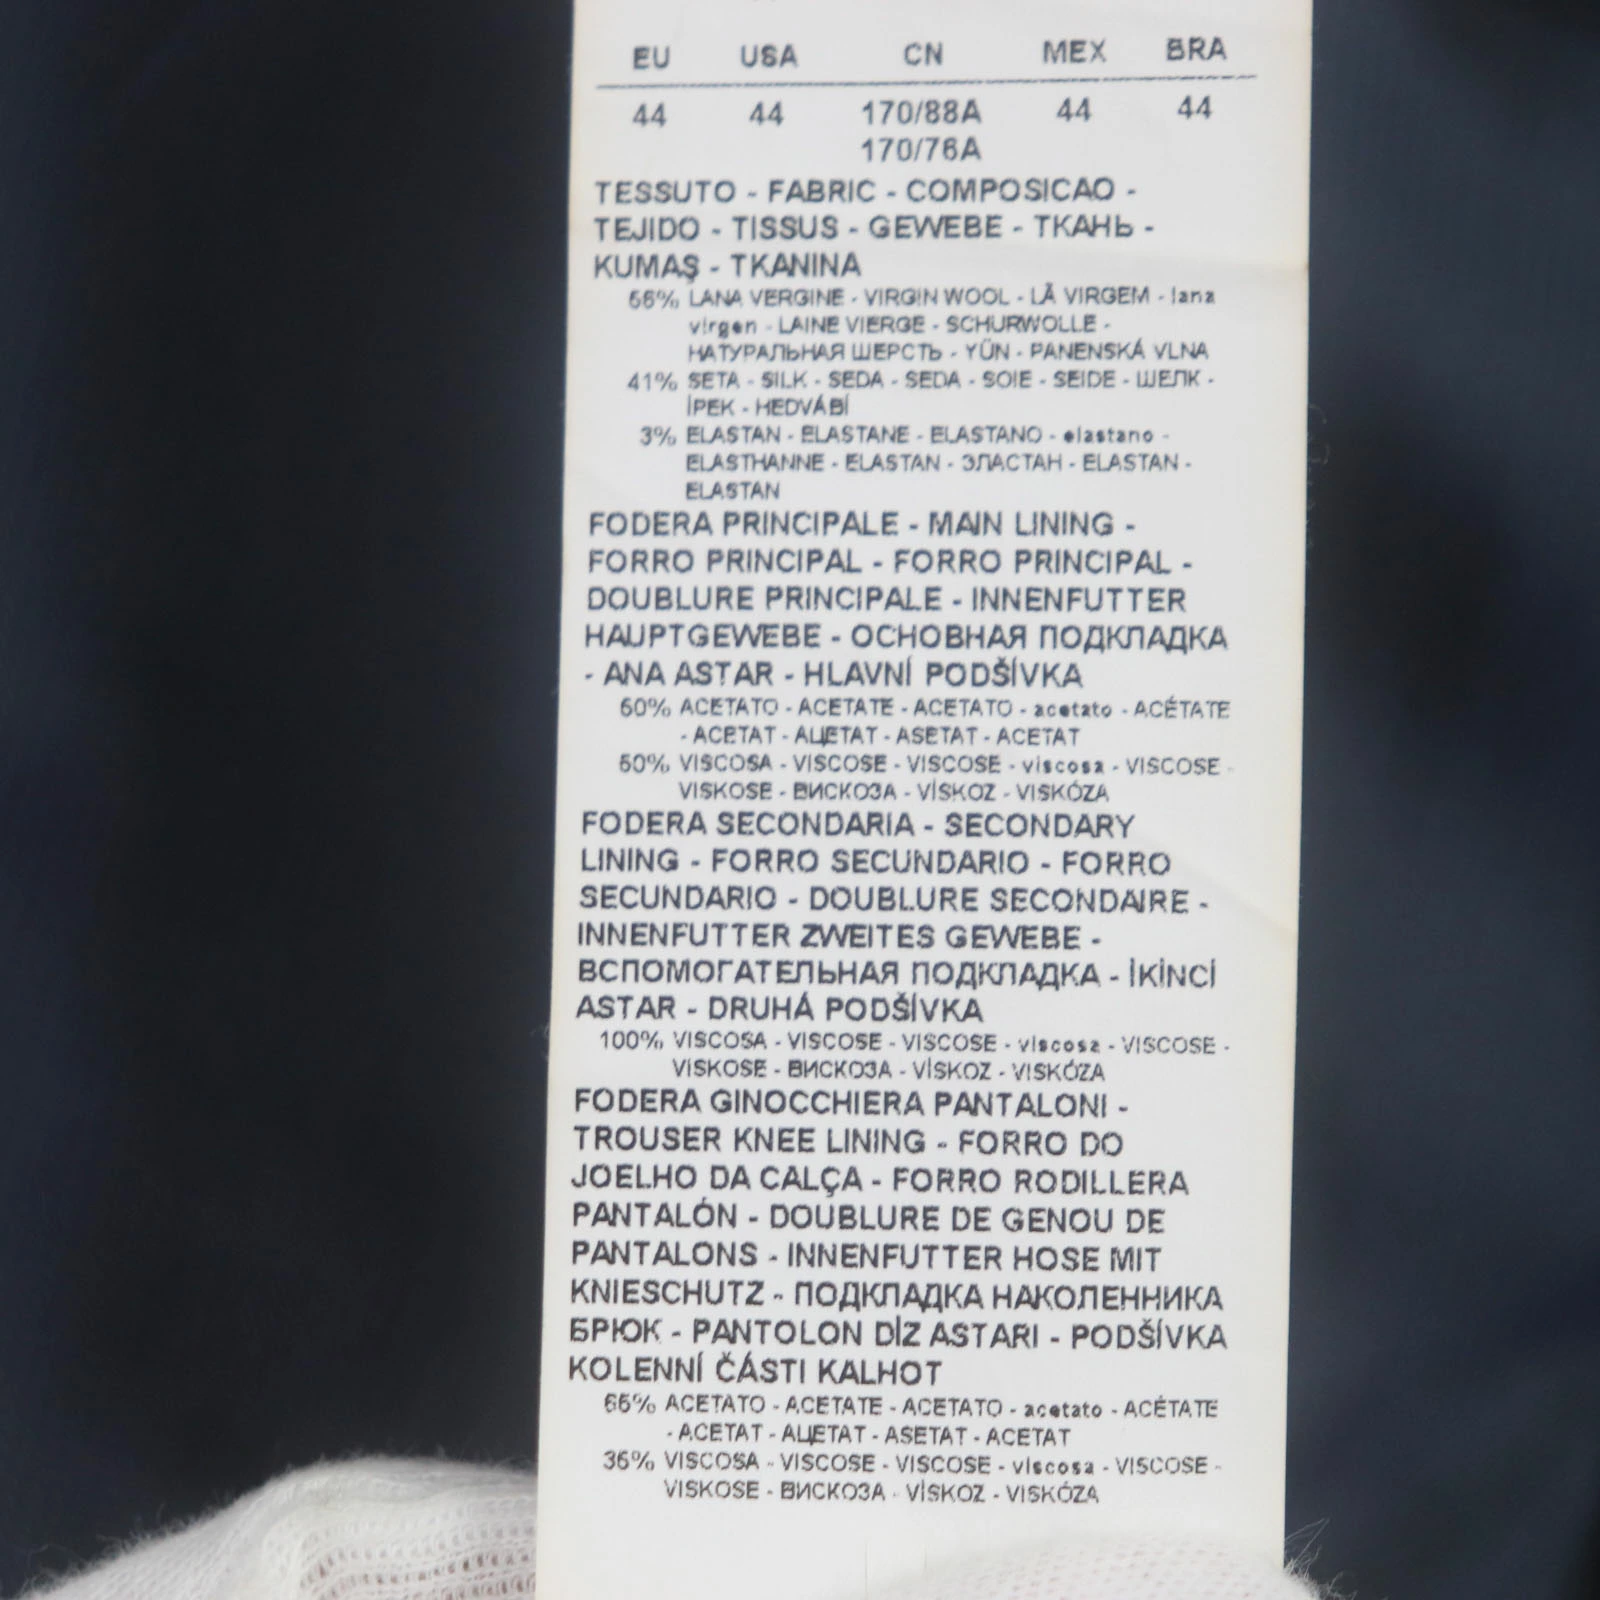 EU USA CN MEX BRA
44 44 170/88A 44 44
170/76A
TESSUTO - FABRIC - COMPOSICAO -
TEJIDO - TISSUS - GEWEBE - ТКАНЬ -
KUMAŞ - TKANINA
56% LANA VERGINE - VIRGIN WOOL - LÃ VIRGEM - lana
virgen - LAINE VIERGE - SCHURWOLLE -
НАТУРАЛЬНАЯ ШЕРСТЬ - YÜN - PANENSKÁ VLNA
41% SETA - SILK - SEDA - SEDA - SOIE - SEIDE - ШЕЛК -
İPEK - HEDVÁBÍ
3% ELASTAN - ELASTANE - ELASTANO - elastano -
ELASTHANNE - ELASTAN - ЭЛАСТАН - ELASTAN -
ELASTAN
FODERA PRINCIPALE - MAIN LINING -
FORRO PRINCIPAL - FORRO PRINCIPAL -
DOUBLURE PRINCIPALE - INNENFUTTER
HAUPTGEWEBE - ОСНОВНАЯ ПОДКЛАДКА
- ANA ASTAR - HLAVNÍ PODŠÍVKA
50% ACETATO - ACETATE - ACETATO - acetato - ACÉTATE
- ACETAT - АЦЕТАТ - ASETAT - ACETAT
50% VISCOSA - VISCOSE - VISCOSE - viscosa - VISCOSE -
VISKOSE - ВИСКОЗА - VİSKOZ - VISKÓZA
FODERA SECONDARIA - SECONDARY
LINING - FORRO SECUNDARIO - FORRO
SECUNDARIO - DOUBLURE SECONDAIRE -
INNENFUTTER ZWEITES GEWEBE -
ВСПОМОГАТЕЛЬНАЯ ПОДКЛАДКА - İKİNCİ
ASTAR - DRUHÁ PODŠÍVKA
100% VISCOSA - VISCOSE - VISCOSE - viscosa - VISCOSE -
VISKOSE - ВИСКОЗА - VİSKOZ - VISKÓZA
FODERA GINOCCHIERA PANTALONI -
TROUSER KNEE LINING - FORRO DO
JOELHO DA CALÇA - FORRO RODILLERA
PANTALÓN - DOUBLURE DE GENOU DE
PANTALONS - INNENFUTTER HOSE MIT
KNIESCHUTZ - ПОДКЛАДКА НАКОЛЕННИКА
БРЮК - PANTOLON DİZ ASTARI - PODŠÍVKA
KOLENNÍ ČÁSTI KALHOT
65% ACETATO - ACETATE - ACETATO - acetato - ACÉTATE
- ACETAT - АЦЕТАТ - ASETAT - ACETAT
35% VISCOSA - VISCOSE - VISCOSE - viscosa - VISCOSE -
VISKOSE - ВИСКОЗА - VİSKOZ - VISKÓZA